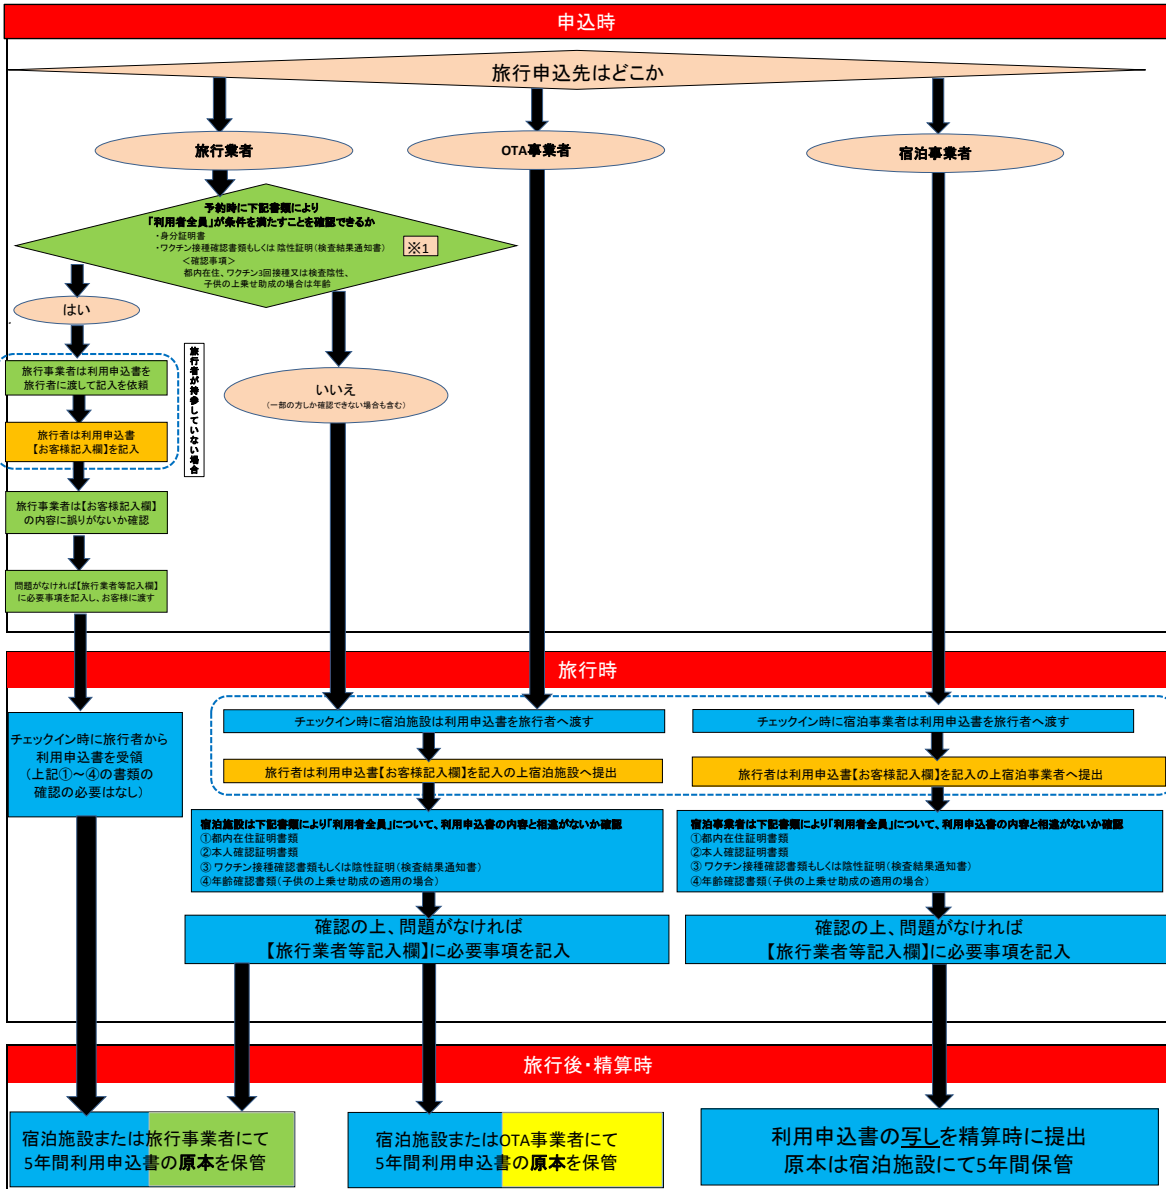 申込時
旅行申込先はどこか
旅行業者
OTA事業者
宿泊事業者
予約時に下記書類により
「利用者全員」が条件を満たすことを確認できるか
・身分証明書
・ワクチン接種確認書類もしくは 陰性証明(検査結果通知書)
＜確認事項＞
都内在住、ワクチン3回接種又は検査陰性、
子供の上乗せ助成の場合は年齢
※1
はい
いいえ
(一部の方しか確認できない場合も含む)
旅行事業者は利用申込書を
旅行者に渡して記入を依頼
旅行者は利用申込書
【お客様記入欄】を記入
旅行者が持参していない場合
旅行事業者は【お客様記入欄】
の内容に誤りがないか確認
問題がなければ【旅行業者等記入欄】
に必要事項を記入し、お客様に渡す
旅行時
チェックイン時に旅行者から
利用申込書を受領
(上記①～④の書類の
確認の必要はなし)
チェックイン時に宿泊施設は利用申込書を旅行者へ渡す
旅行者は利用申込書【お客様記入欄】を記入の上宿泊施設へ提出
宿泊施設は下記書類により「利用者全員」について、利用申込書の内容と相違がないか確認
①都内在住証明書類
②本人確認証明書類
③ ワクチン接種確認書類もしくは陰性証明(検査結果通知書)
④年齢確認書類(子供の上乗せ助成の適用の場合)
確認の上、問題がなければ
【旅行業者等記入欄】に必要事項を記入
チェックイン時に宿泊事業者は利用申込書を旅行者へ渡す
旅行者は利用申込書【お客様記入欄】を記入の上宿泊事業者へ提出
宿泊事業者は下記書類により「利用者全員」について、利用申込書の内容と相違がないか確認
①都内在住証明書類
②本人確認証明書類
③ ワクチン接種確認書類もしくは陰性証明(検査結果通知書)
④年齢確認書類(子供の上乗せ助成の適用の場合)
確認の上、問題がなければ
【旅行業者等記入欄】に必要事項を記入
旅行後・精算時
宿泊施設または旅行事業者にて
5年間利用申込書の原本を保管
宿泊施設またはOTA事業者にて
5年間利用申込書の原本を保管
利用申込書の写しを精算時に提出
原本は宿泊施設にて5年間保管